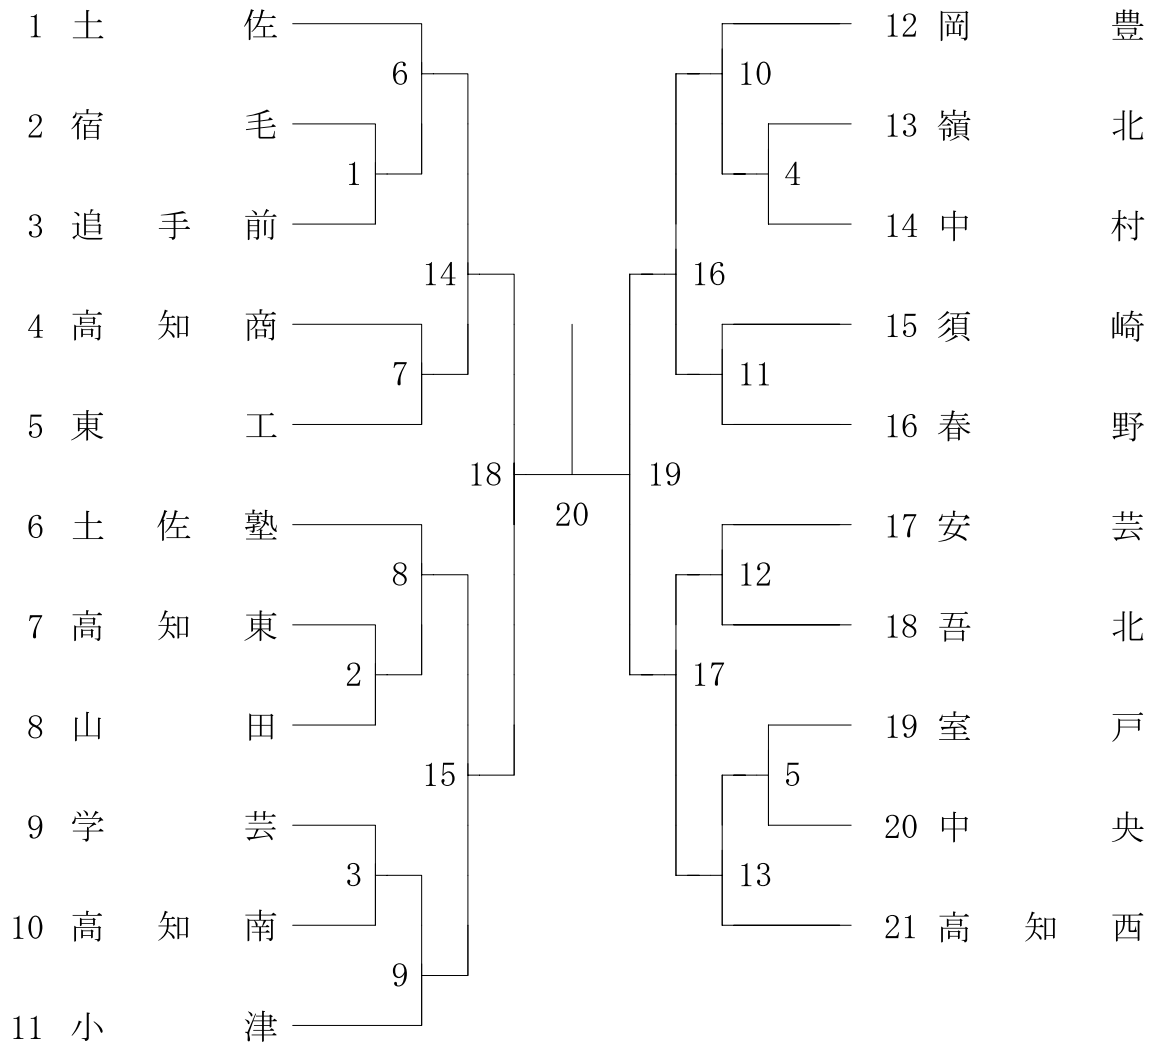 1 土佐
6
2 宿毛
1
3 追手前
14
4 高知商
7
5 東工
18
6 土佐塾
8
7 高知東
2
8 山田
15
9 学芸
3
10 高知南
9
11 小津
20
12 岡豊
10
13 嶺北
4
14 中村
16
15 須崎
11
16 春野
19
17 安芸
12
18 吾北
17
19 室戸
5
20 中央
13
21 高知西